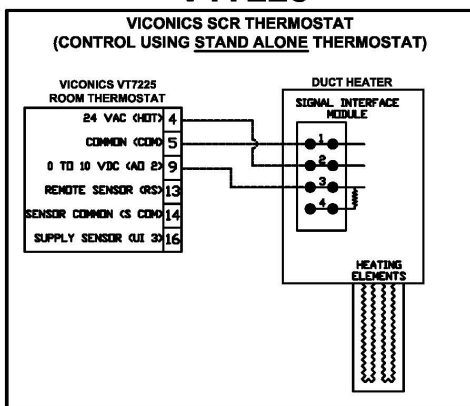 VICONICS SCR THERMOSTAT
(CONTROL USING STAND ALONE THERMOSTAT)
VICONICS VT7225
ROOM THERMOSTAT
24 VAC (HOT) 4
COMMON (COM) 5
0 TO 10 VDC (AO 2) 9
REMOTE SENSOR (RS) 13
SENSOR COMMON (S COM) 14
SUPPLY SENSOR (UI 3) 16
DUCT HEATER
SIGNAL INTERFACE
MODULE
1
2
3
4
HEATING
ELEMENTS